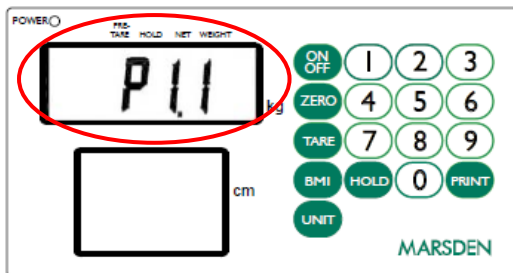 POWER
PRE-TARE HOLD NET WEIGHT
P1.1
kg
cm
ON OFF 1 2 3
ZERO 4 5 6
TARE 7 8 9
BMI HOLD 0 PRINT
UNIT
MARSDEN